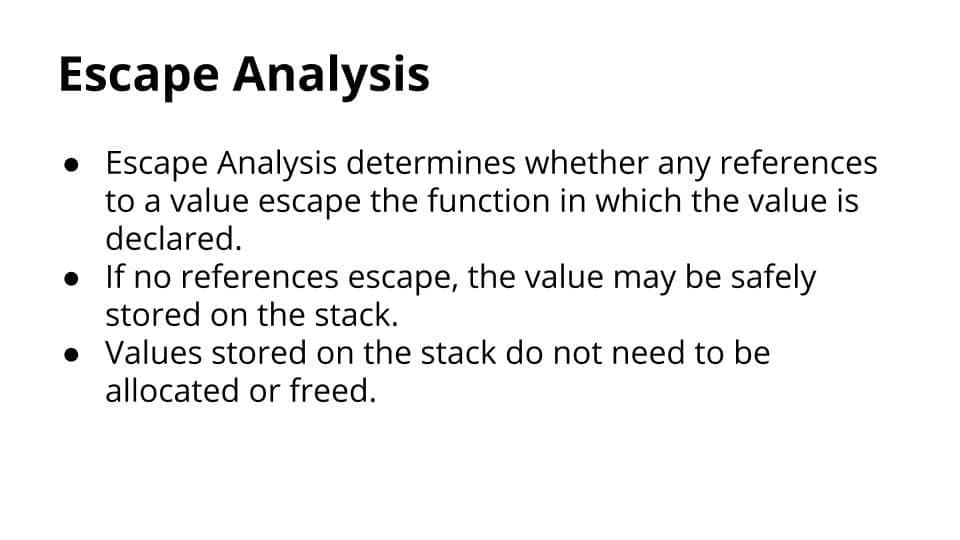 Escape Analysis
● Escape Analysis determines whether any references
to a value escape the function in which the value is
declared.
● If no references escape, the value may be safely
stored on the stack.
● Values stored on the stack do not need to be
allocated or freed.